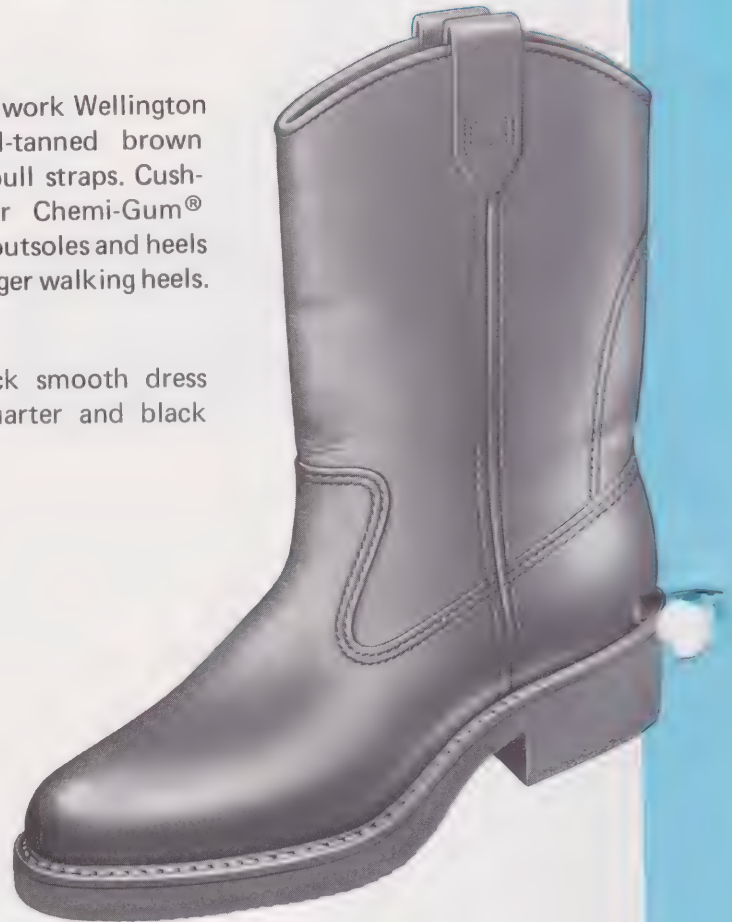 work Wellington
-tanned brown
pull straps. Cush-
Chemi-Gum®
outsoles and heels
ger walking heels.
ck smooth dress
arter and black